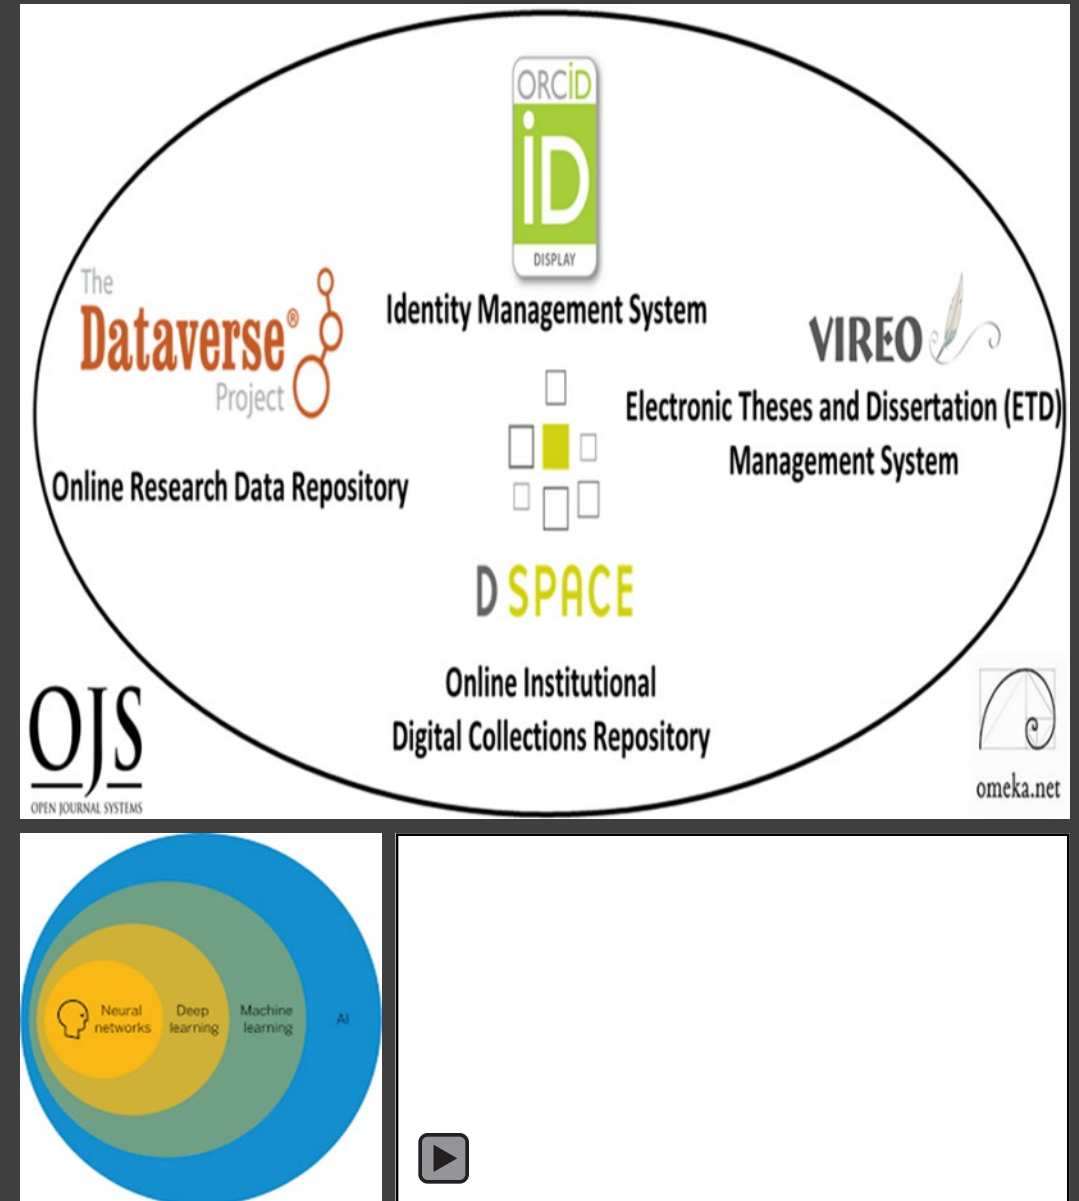 ORCiD
iD
DISPLAY
Identity Management System
The
Dataverse®
Project
Online Research Data Repository
VIREO
Electronic Theses and Dissertation (ETD)
Management System
D SPACE
Online Institutional
Digital Collections Repository
OJS
OPEN JOURNAL SYSTEMS
omeka.net
Neural
networks
Deep
learning
Machine
learning
AI